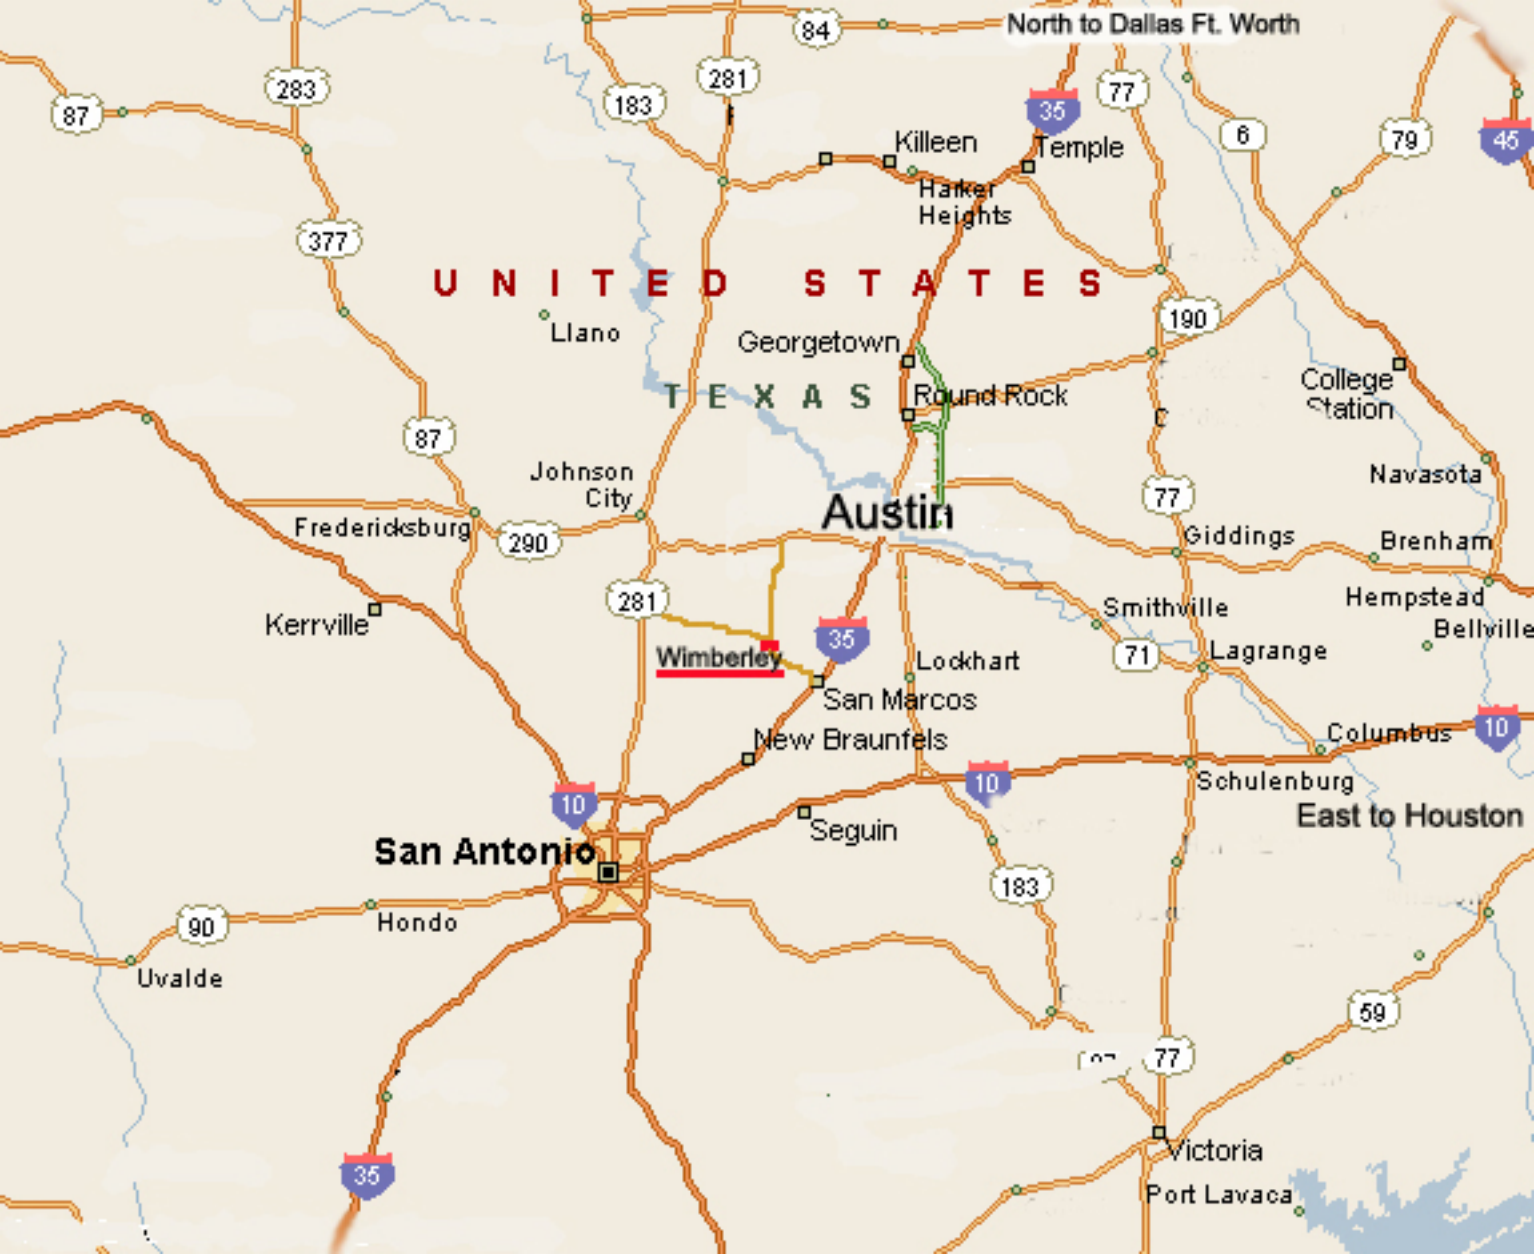 North to Dallas Ft. Worth
84
281
283
183
87
35
77
6
79
45
Killeen
Temple
Harker
Heights
377
UNITED STATES
190
Llano
Georgetown
College
Station
TEXAS
Round Rock
87
Johnson
City
Navasota
77
Austin
Fredericksburg
290
Giddings
Brenham
281
Hempstead
Kerrville
Smithville
Bellville
35
71
Lagrange
Wimberley
Lockhart
San Marcos
10
New Braunfels
Columbus
10
10
Schulenburg
Seguin
East to Houston
San Antonio
183
90
Hondo
Uvalde
59
77
35
Victoria
Port Lavaca